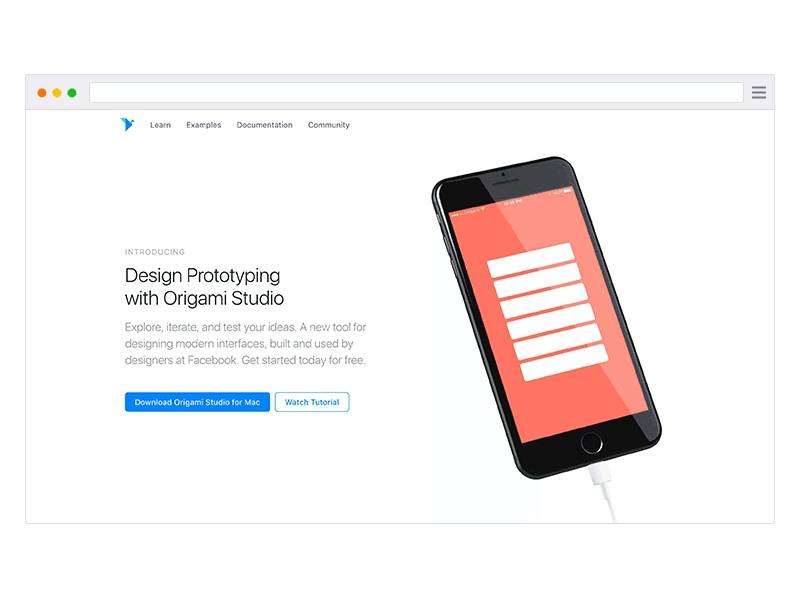 Learn Examples Documentation Community
INTRODUCING
Design Prototyping
with Origami Studio
Explore, iterate, and test your ideas. A new tool for
designing modern interfaces, built and used by
designers at Facebook. Get started today for free.
Download Origami Studio for Mac Watch Tutorial